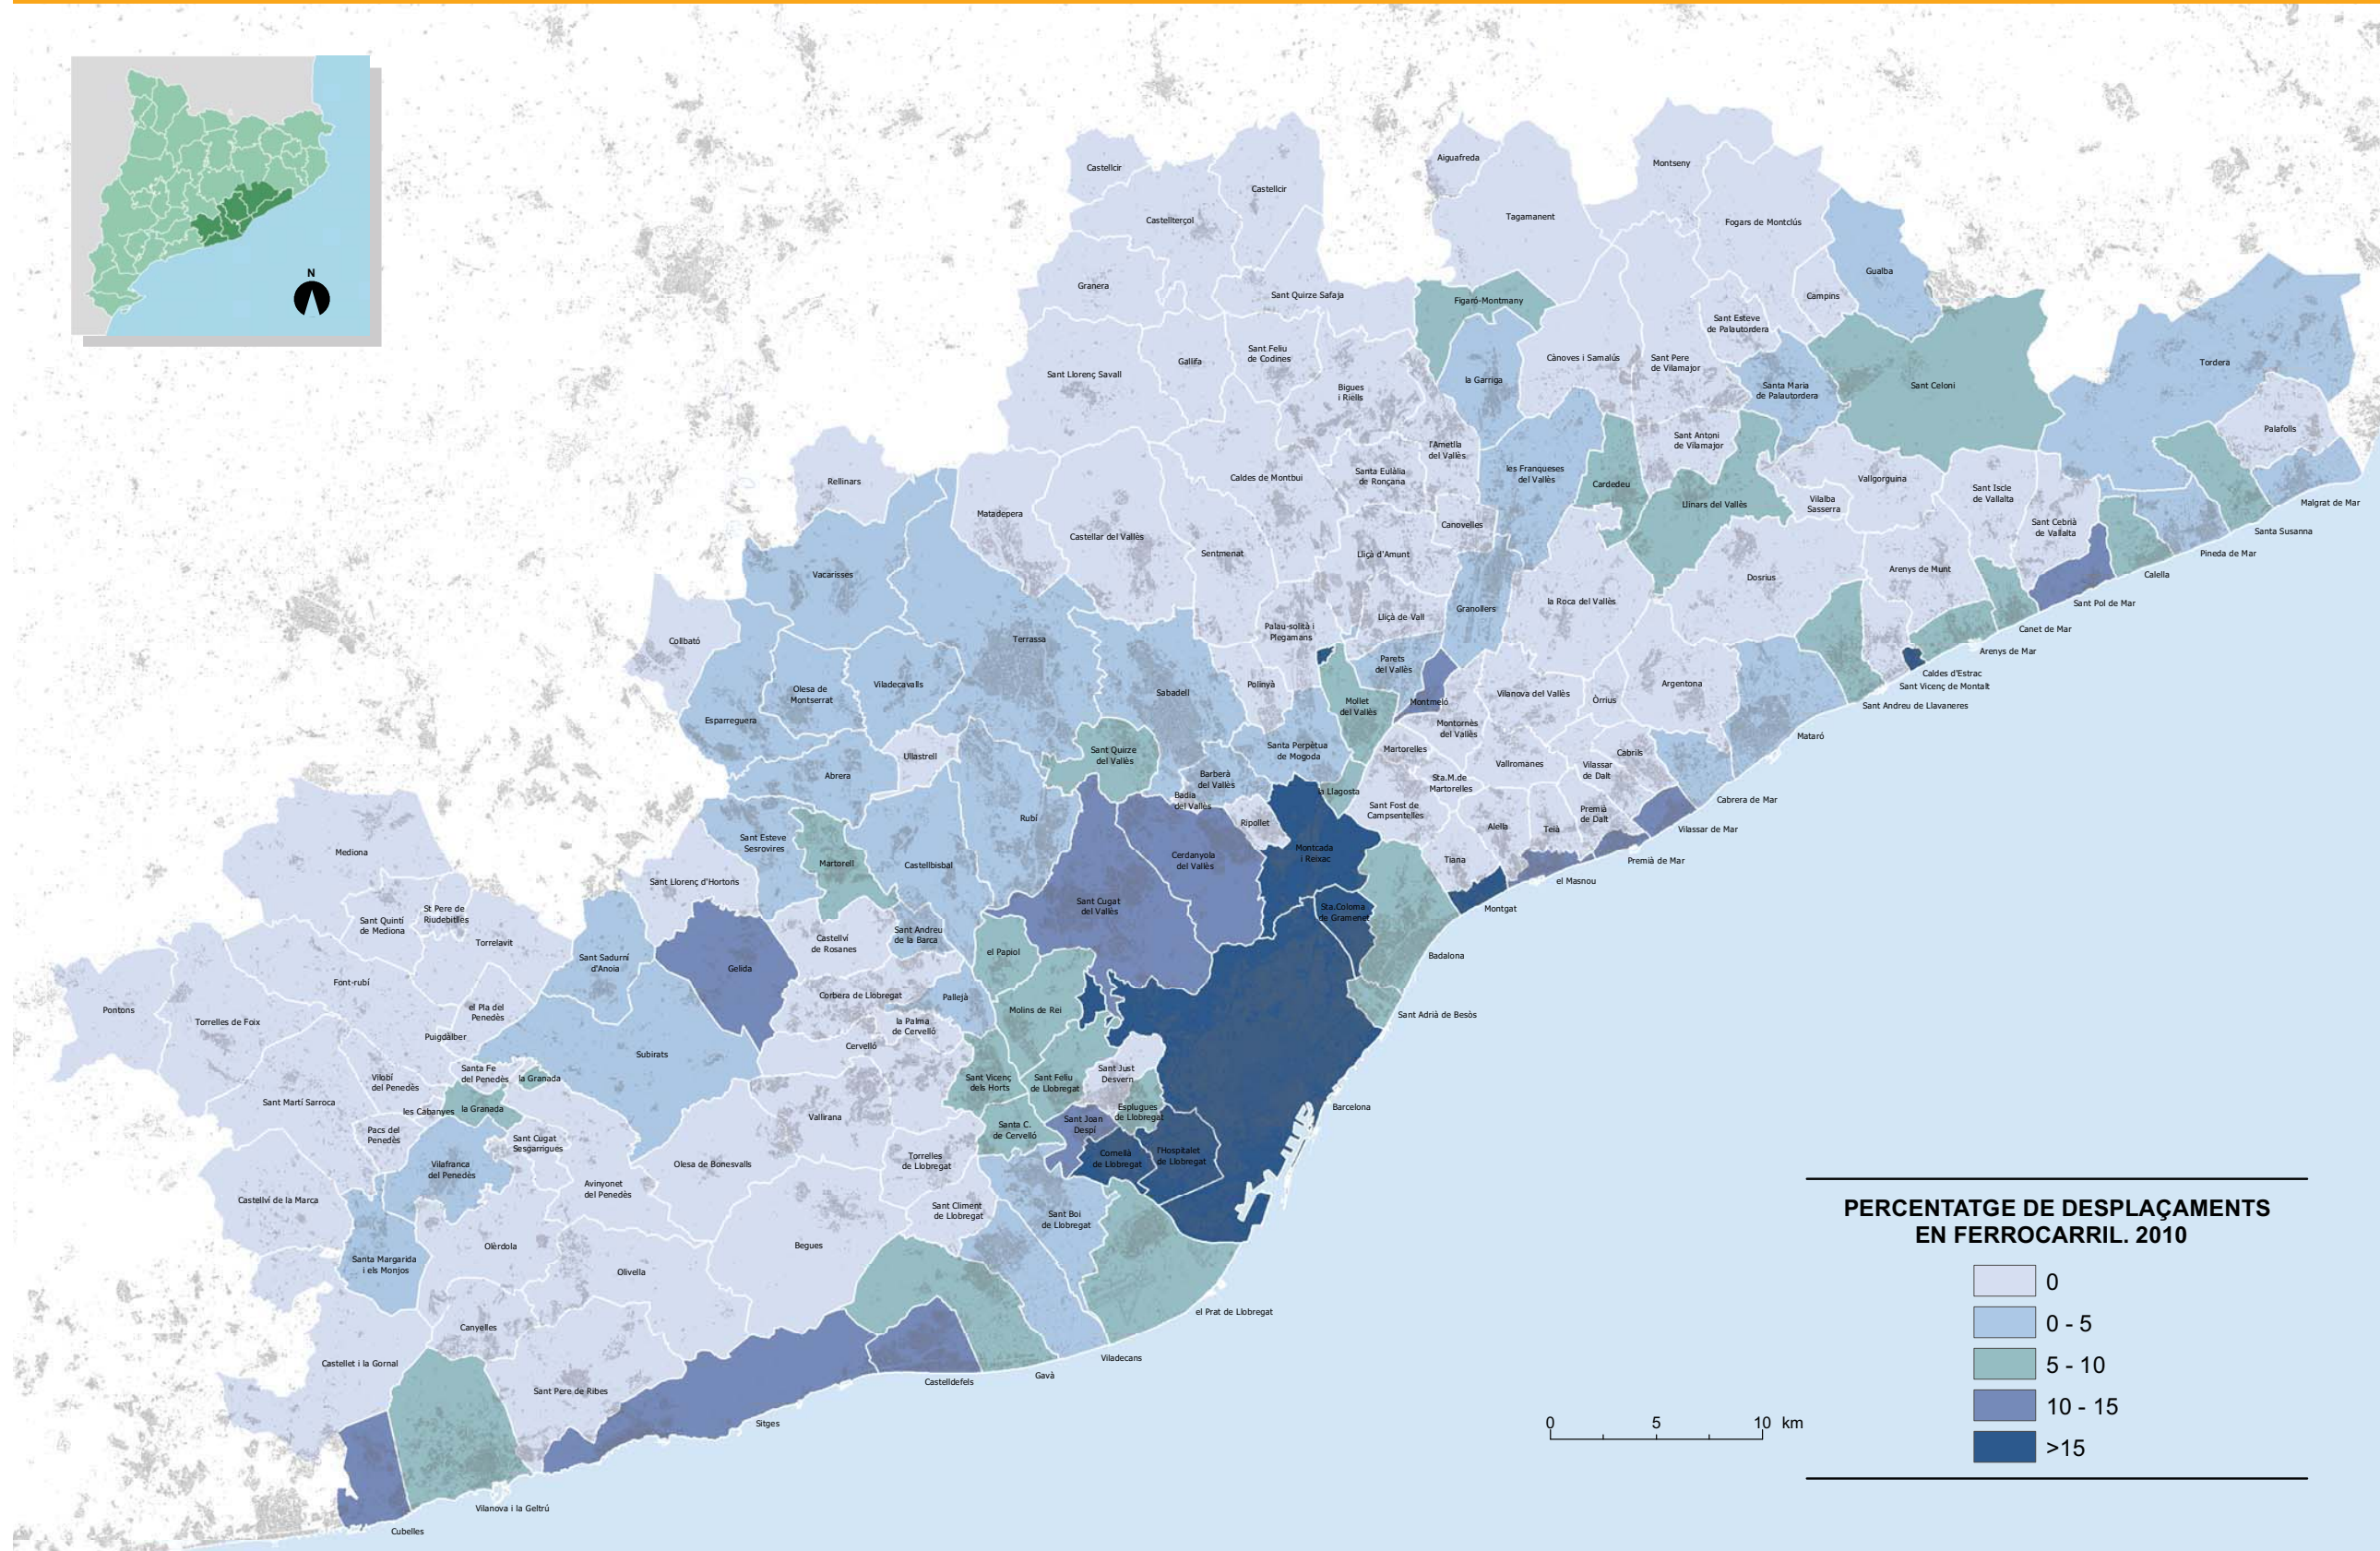 N
Castellcir
Castellcir
Castellterçol
Aiguafreda
Montseny
Tagamanent
Fogars de Montclús
Gualba
Granera
Sant Quirze Safaja
Figaró-Montmany
Campins
Sant Esteve
de Palautordera
Sant Feliu
de Codines
Gallifa
Sant Llorenç Savall
Cànoves i Samalús
Sant Pere
de Vilamajor
Tordera
la Garriga
Bigues
i Riells
Santa Maria
de Palautordera
Sant Celoni
Palafolls
Sant Antoni
de Vilamajor
l'Ametlla
del Vallès
les Franqueses
del Vallès
Santa Eulàlia
de Ronçana
Caldes de Montbui
Rellinars
Cardedeu
Vallgorguina
Sant Iscle
de Vallalta
Vilalba
Sasserra
Llinars del Vallès
Malgrat de Mar
Matadepera
Canovelles
Sant Cebrià
de Vallalta
Santa Susanna
Castellar del Vallès
Sentmenat
Lliçà d'Amunt
Pineda de Mar
Vacarisses
Dosrius
Arenys de Munt
Calella
Granollers
la Roca del Vallès
Sant Pol de Mar
Lliçà de Vall
Palau-solità i
Plegamans
Canet de Mar
Collbató
Terrassa
Arenys de Mar
Parets
del Vallès
Caldes d'Estrac
Sant Vicenç de Montalt
Olesa de
Montserrat
Viladecavalls
Sabadell
Polinyà
Mollet
del Vallès
Montmeló
Vilanova del Vallès
Òrrius
Argentona
Sant Andreu de Llavaneres
Esparreguera
Montornès
del Vallès
Mataró
Ullastrell
Sant Quirze
del Vallès
Santa Perpètua
de Mogoda
Martorelles
Cabrils
Vallromanes
Vilassar
de Dalt
Abrera
Barberà
del Vallès
Sta.M.de
Martorelles
la Llagosta
Badia
del Vallès
Cabrera de Mar
Sant Fost de
Campsentelles
Premià
de Dalt
Rubí
Ripollet
Alella
Teià
Vilassar de Mar
Sant Esteve
Sesrovires
Martorell
Castellbisbal
Mediona
Cerdanyola
del Vallès
Montcada
i Reixac
Tiana
Premià de Mar
Sant Llorenç d'Hortons
el Masnou
Sant Cugat
del Vallès
Sta.Coloma
de Gramenet
Montgat
St Pere de
Riudebitlles
Sant Quintí
de Mediona
Torrelavit
Castellví
de Rosanes
Sant Andreu
de la Barca
el Papiol
Badalona
Sant Sadurní
d'Anoia
Gelida
Font-rubí
Corbera de Llobregat
Pallejà
Pontons
Torrelles de Foix
el Pla del
Penedès
Molins de Rei
Sant Adrià de Besòs
la Palma
de Cervelló
Puigdàlber
Cervelló
Subirats
Santa Fe
del Penedès
la Granada
Vilobí
del Penedès
Sant Vicenç
dels Horts
Sant Feliu
de Llobregat
Sant Just
Desvern
Sant Martí Sarroca
les Cabanyes
la Granada
Vallirana
Esplugues
de Llobregat
Barcelona
Pacs del
Penedès
Sant Cugat
Sesgarrigues
Santa C.
de Cervelló
Sant Joan
Despí
Vilafranca
del Penedès
Olesa de Bonesvalls
Torrelles
de Llobregat
Cornellà
de Llobregat
l'Hospitalet
de Llobregat
Avinyonet
del Penedès
Castellví de la Marca
Sant Climent
de Llobregat
Sant Boi
de Llobregat
Olèrdola
Begues
Santa Margarida
i els Monjos
Olivella
el Prat de Llobregat
Canyelles
Castellet i la Gornal
Viladecans
Gavà
Castelldefels
Sant Pere de Ribes
Sitges
Vilanova i la Geltrú
Cubelles
0 5 10 km
PERCENTATGE DE DESPLAÇAMENTS
EN FERROCARRIL. 2010
0
0 - 5
5 - 10
10 - 15
>15